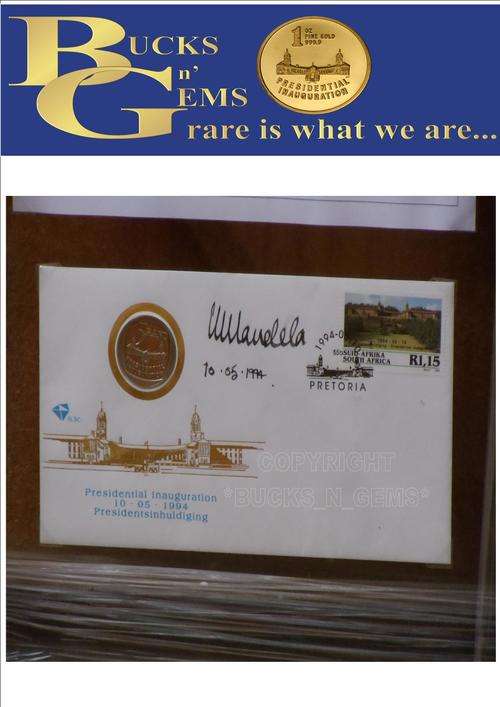 BUCKS
n'
GEMS
1 OZ
FINE GOLD
999.9
PRESIDENTIAL
INAUGURATION
rare is what we are...
MMandela
10.05.1994
1994-0
SUID-AFRIKA
SOUTH AFRICA
R1,15
PRETORIA
COPYRIGHT
*BUCKS_N_GEMS*
Presidential inauguration
10 · 05 · 1994
Presidentsinhuldiging